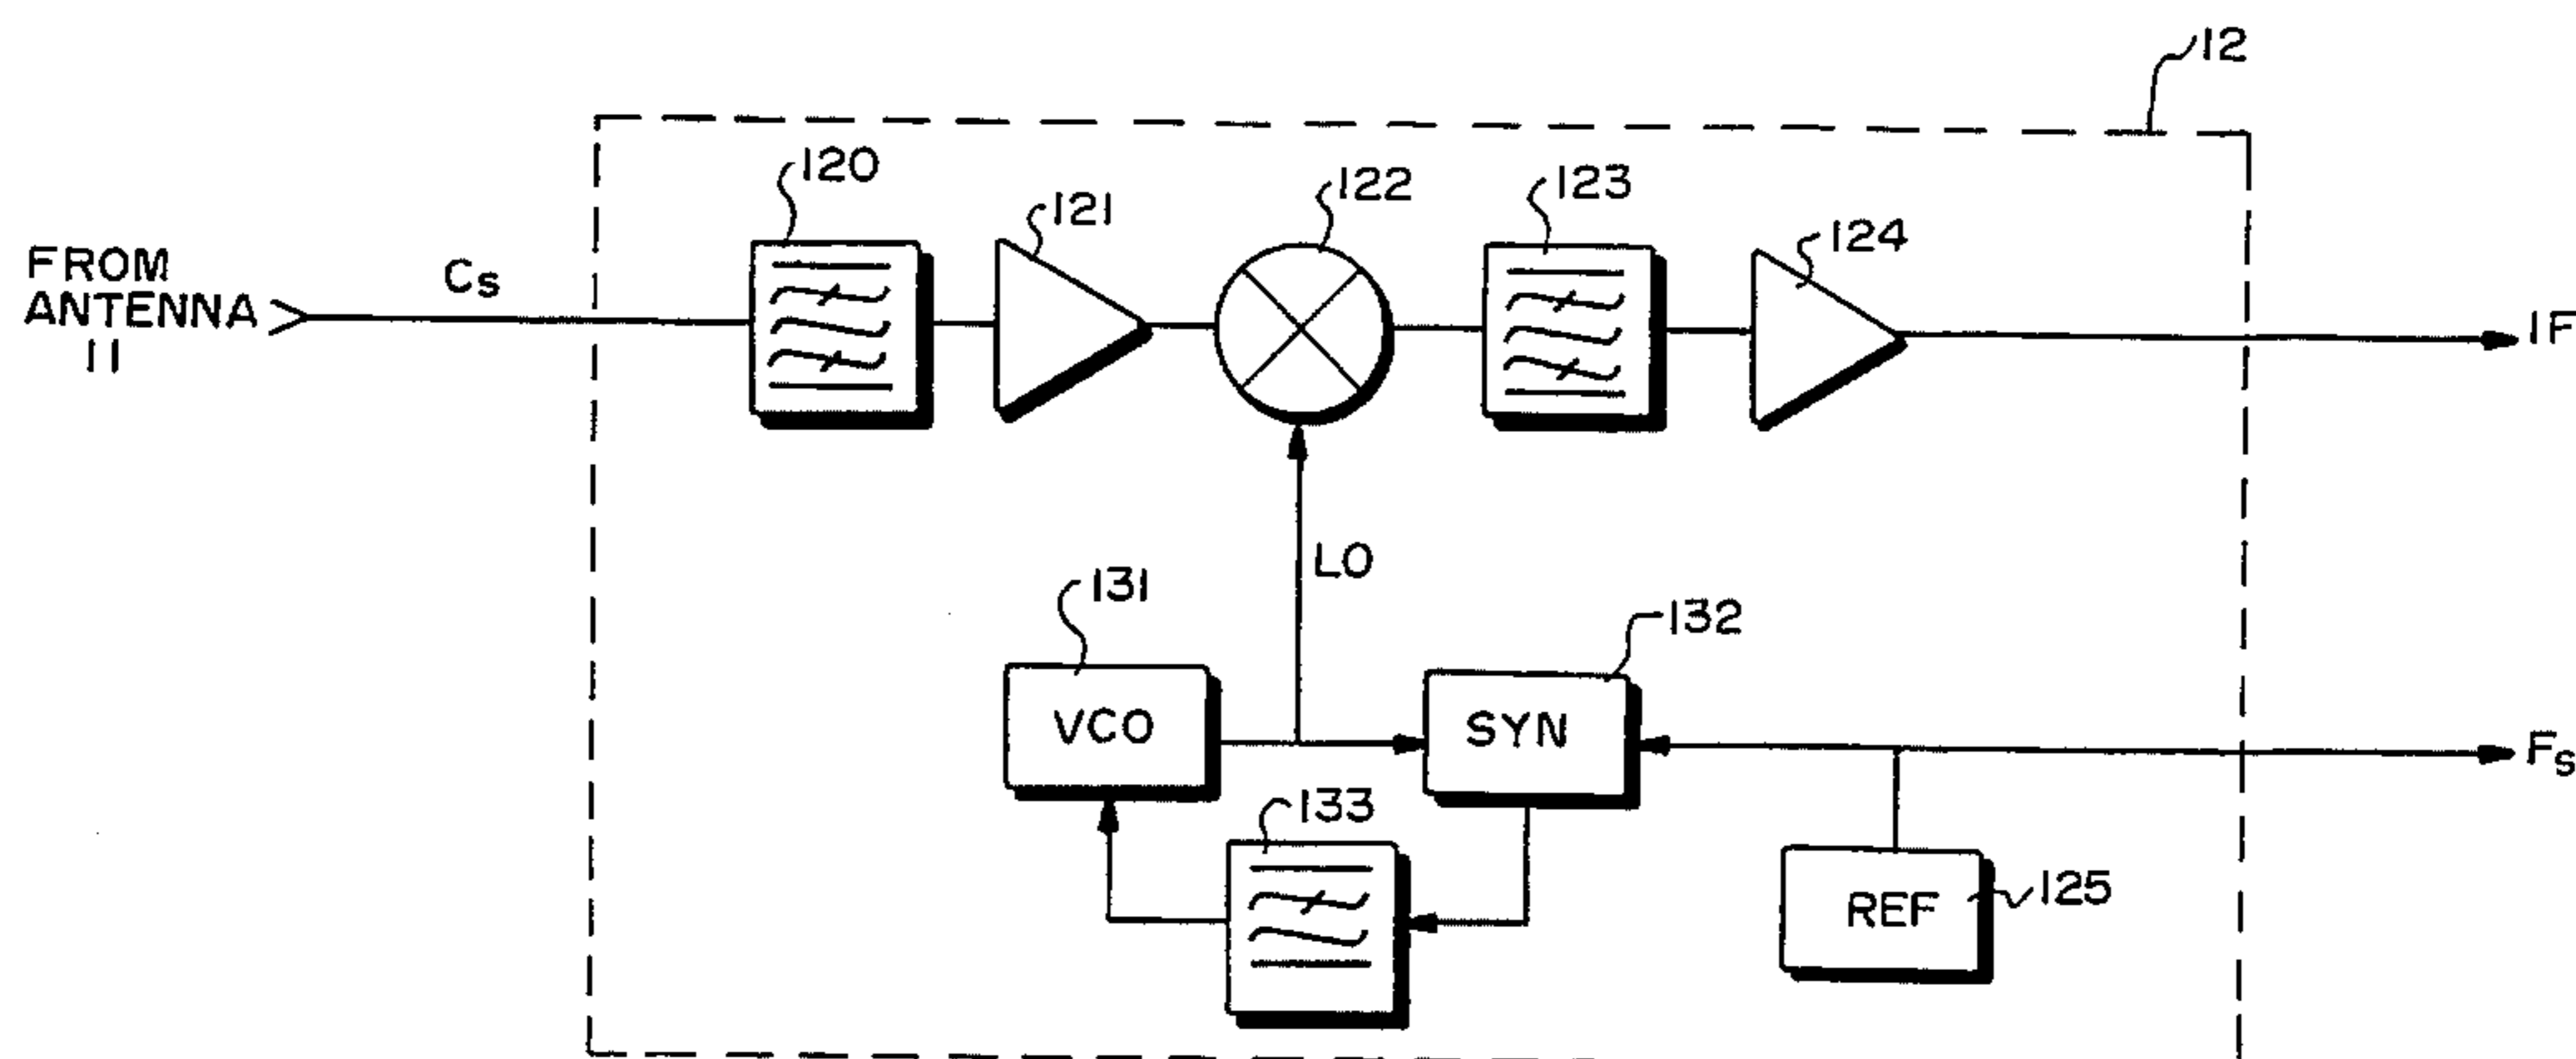 12
120
121
122
123
124
FROM
ANTENNA
11
Cs
IF
LO
131
VCO
132
SYN
133
Fs
REF
125